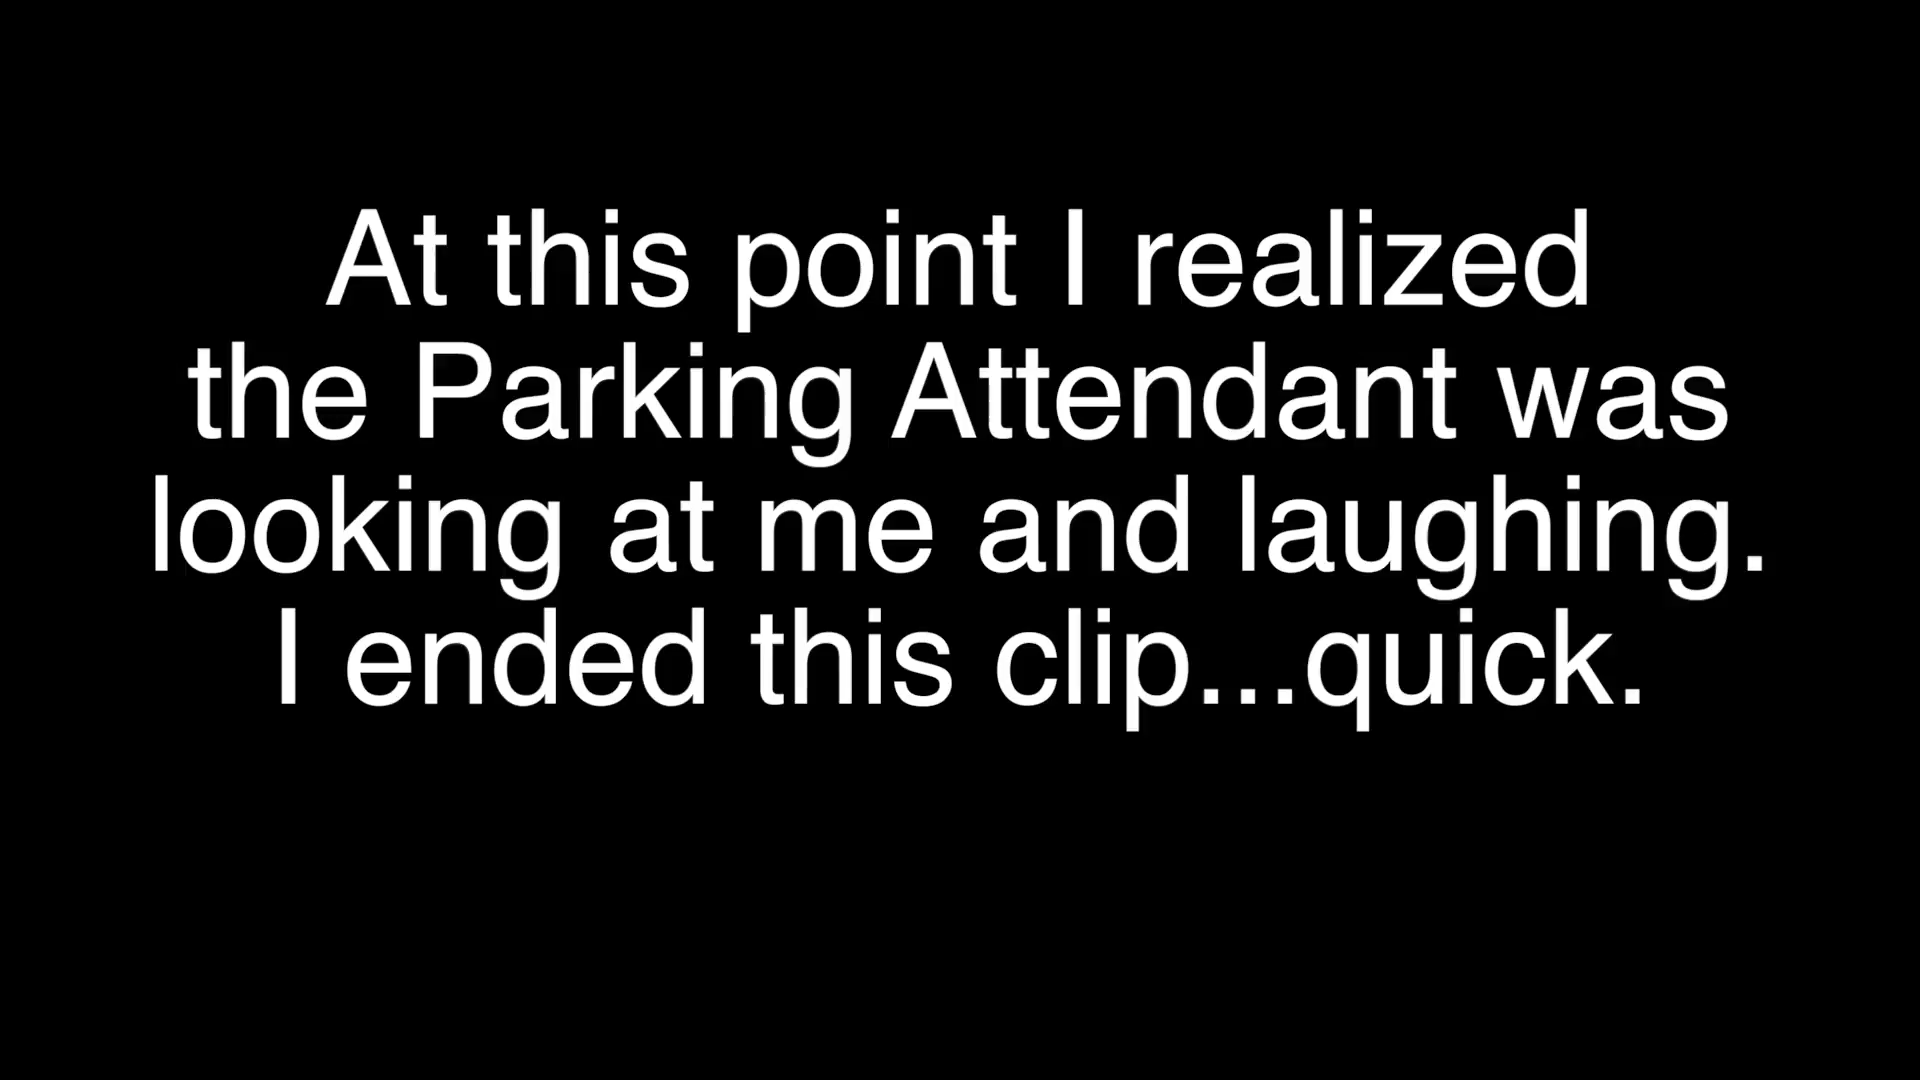 At this point I realized
the Parking Attendant was
looking at me and laughing.
I ended this clip...quick.